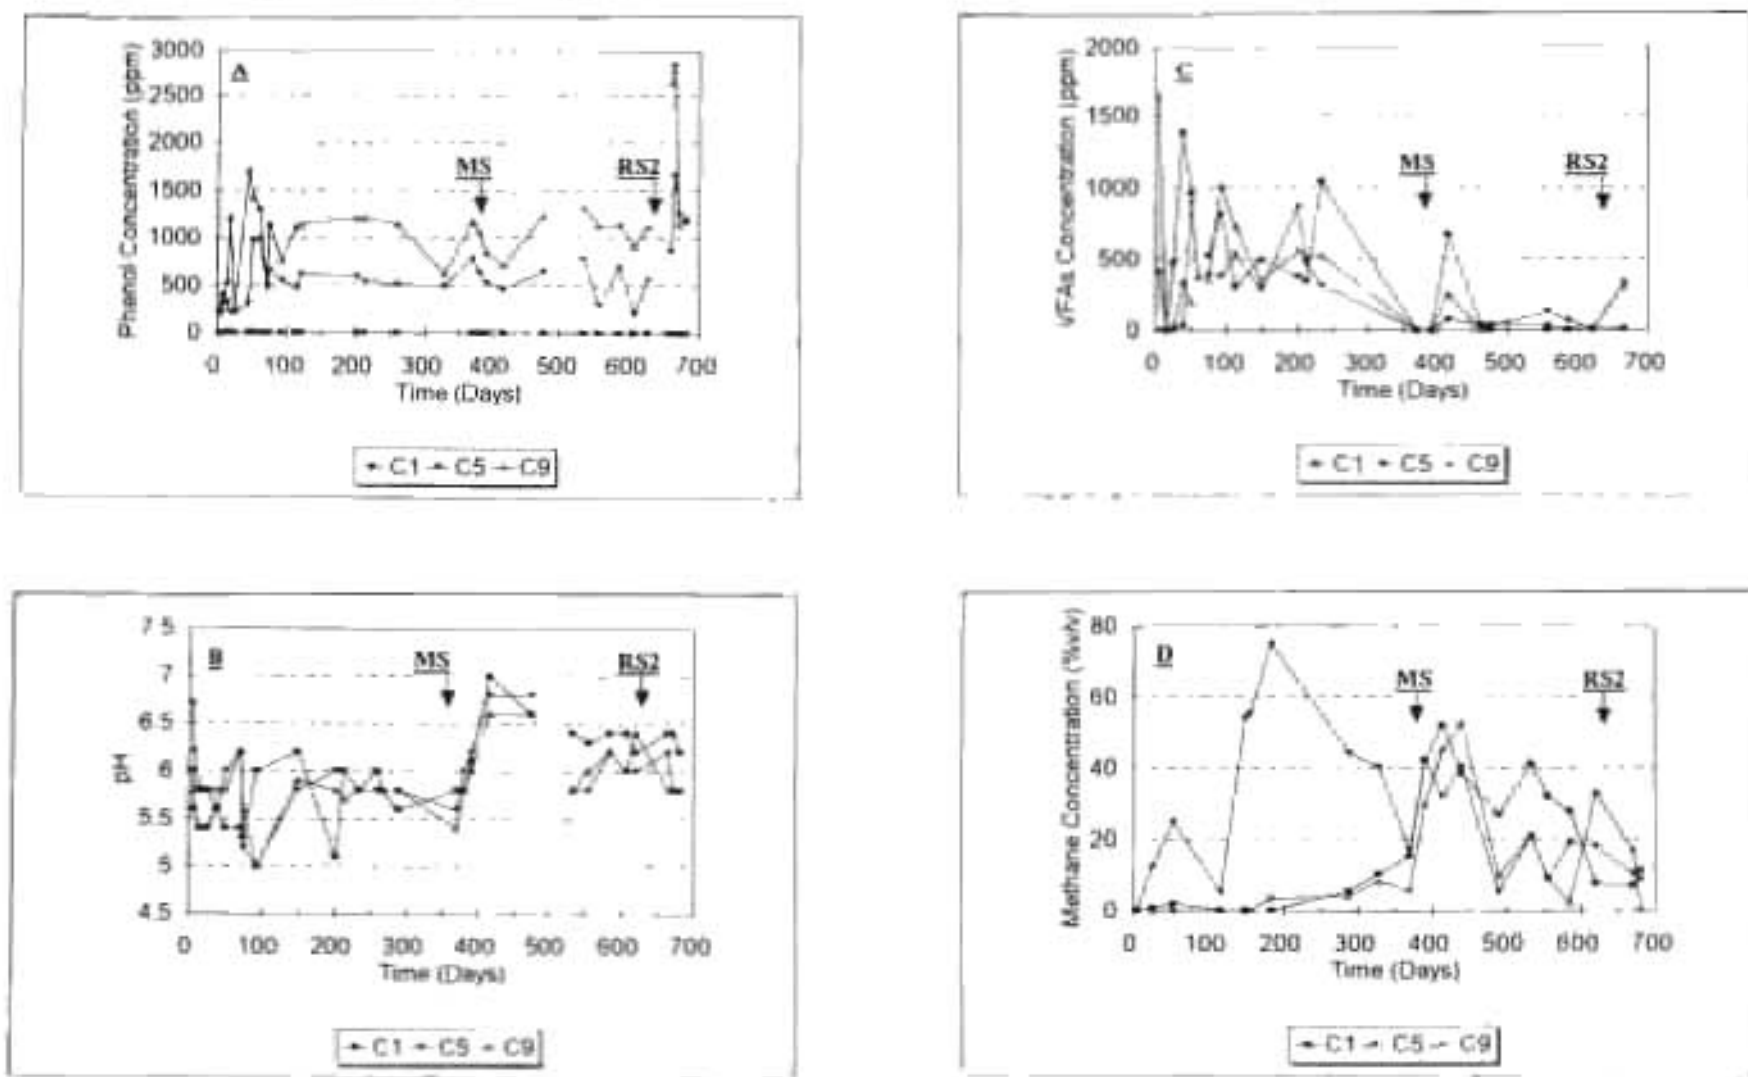 Phenol Concentration (ppm)
3000
2500
2000
1500
1000
500
0
A
MS
RS2
0 100 200 300 400 500 600 700
Time (Days)
C1 C5 C9
VFAs Concentration (ppm)
2000
1500
1000
500
0
C
MS
RS2
0 100 200 300 400 500 600 700
Time (Days)
C1 C5 C9
pH
7.5
7
6.5
6
5.5
5
4.5
B
MS
RS2
0 100 200 300 400 500 600 700
Time (Days)
C1 C5 C9
Methane Concentration (%v/v)
80
60
40
20
0
D
MS
RS2
0 100 200 300 400 500 600 700
Time (Days)
C1 C5 C9